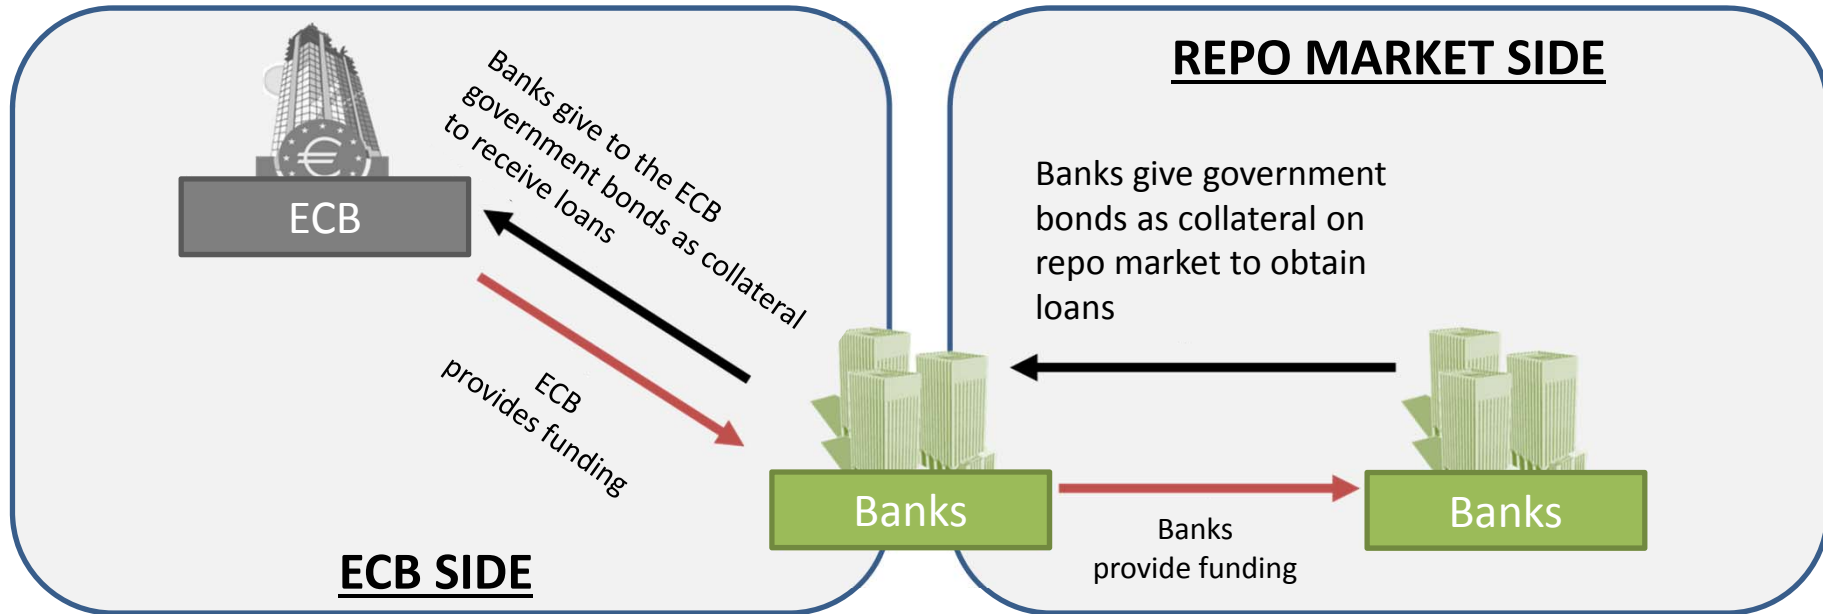 REPO MARKET SIDE
Banks give to the ECB
government bonds as collateral
to receive loans
€
ECB
ECB
provides funding
Banks give government
bonds as collateral on
repo market to obtain
loans
Banks
Banks
provide funding
Banks
ECB SIDE